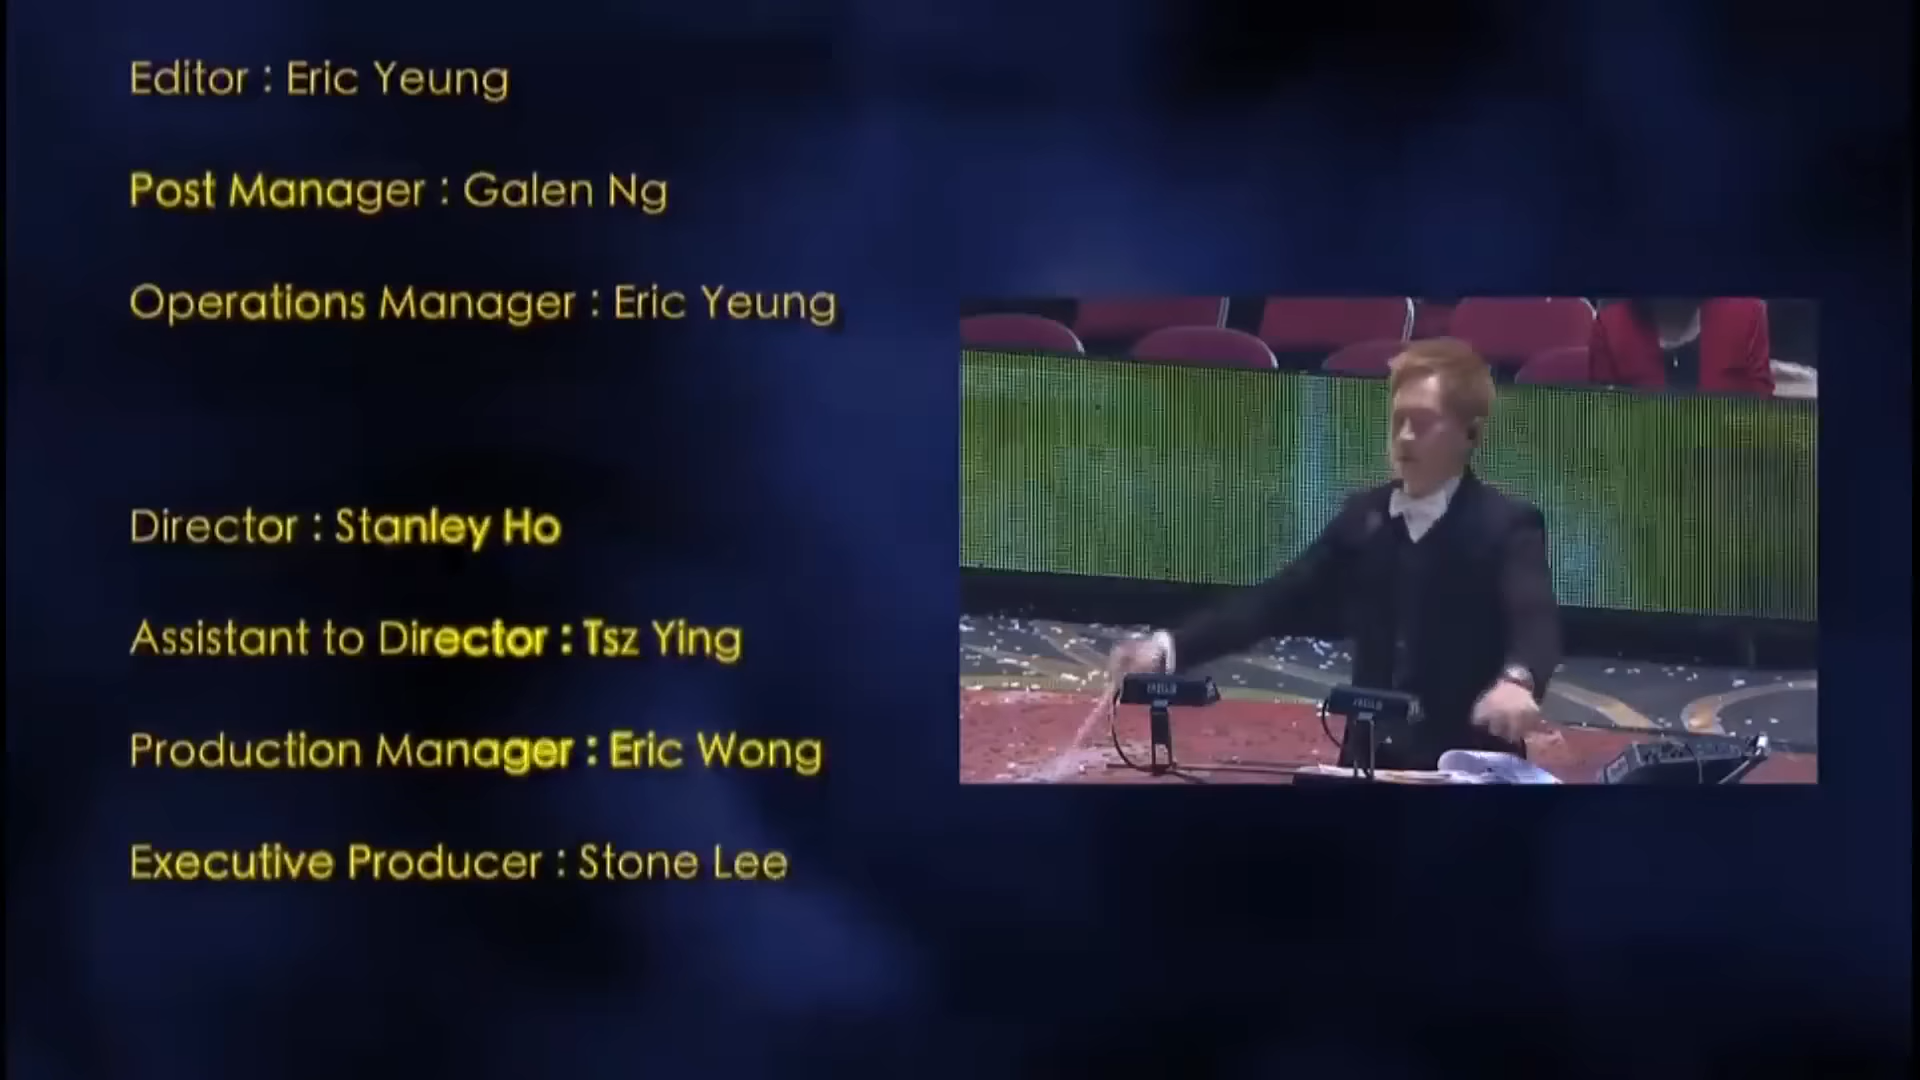 Editor : Eric Yeung
Post Manager : Galen Ng
Operations Manager : Eric Yeung
Director : Stanley Ho
Assistant to Director : Tsz Ying
Production Manager : Eric Wong
Executive Producer : Stone Lee